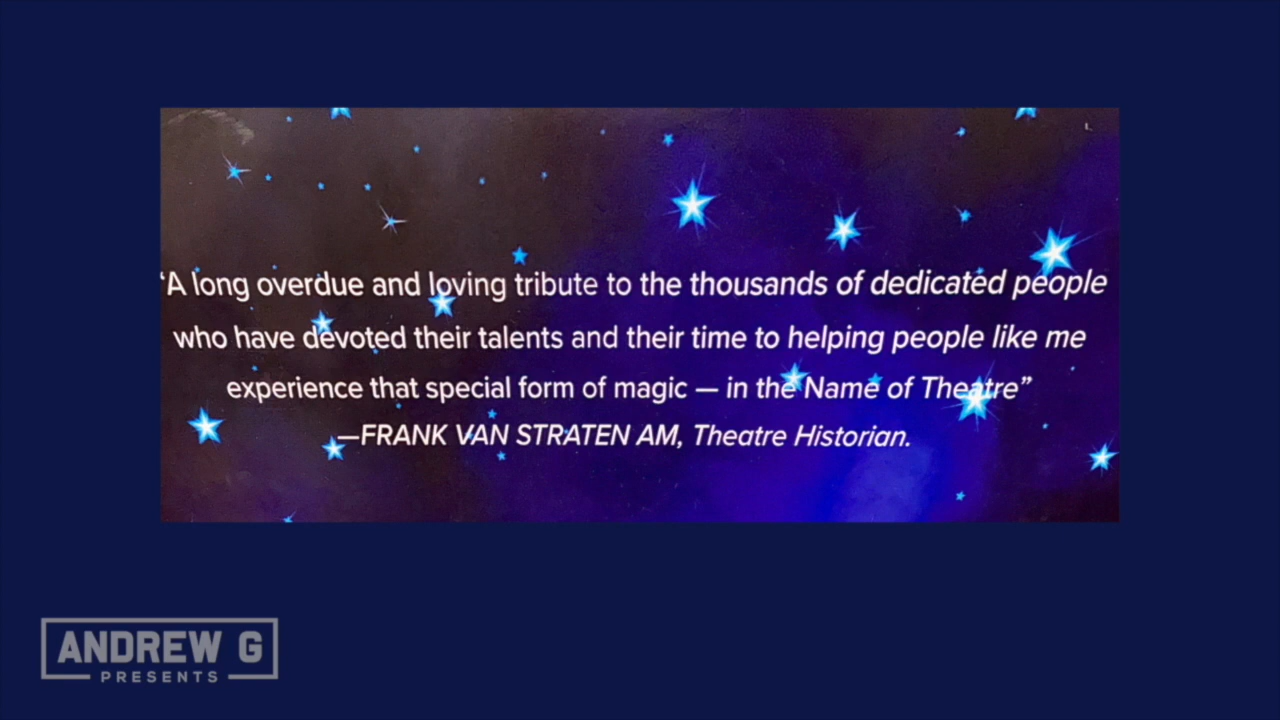 ‘A long overdue and loving tribute to the thousands of dedicated people
who have devoted their talents and their time to helping people like me
experience that special form of magic — in the Name of Theatre”
—FRANK VAN STRATEN AM, Theatre Historian.
ANDREW G
PRESENTS